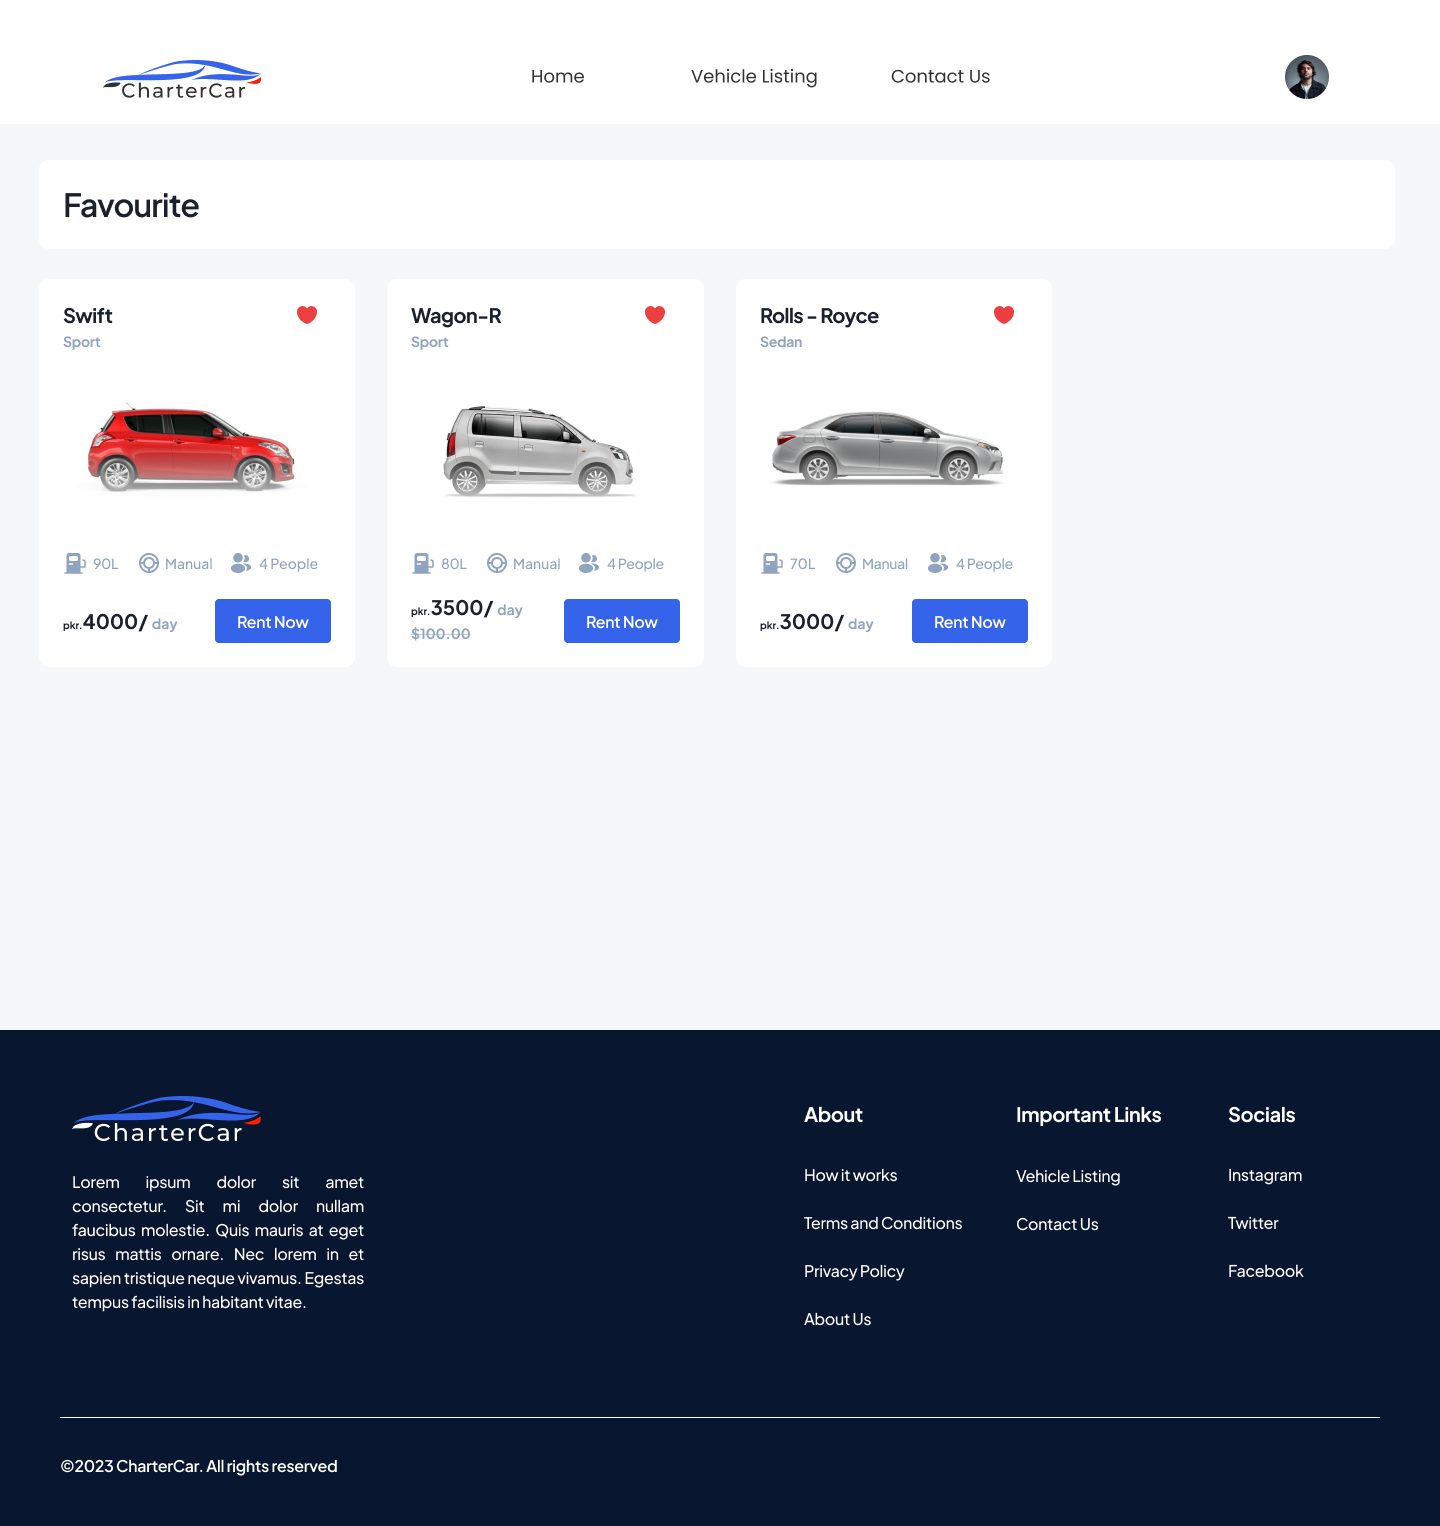 CharterCar
Home
Vehicle Listing
Contact Us
Favourite
Swift
Sport
90L
Manual
4 People
pkr.4000/ day
Rent Now
Wagon-R
Sport
80L
Manual
4 People
pkr.3500/ day
$100.00
Rent Now
Rolls - Royce
Sedan
70L
Manual
4 People
pkr.3000/ day
Rent Now
CharterCar
Lorem ipsum dolor sit amet
consectetur. Sit mi dolor nullam
faucibus molestie. Quis mauris at eget
risus mattis ornare. Nec lorem in et
sapien tristique neque vivamus. Egestas
tempus facilisis in habitant vitae.
About
How it works
Terms and Conditions
Privacy Policy
About Us
Important Links
Vehicle Listing
Contact Us
Socials
Instagram
Twitter
Facebook
©2023 CharterCar. All rights reserved